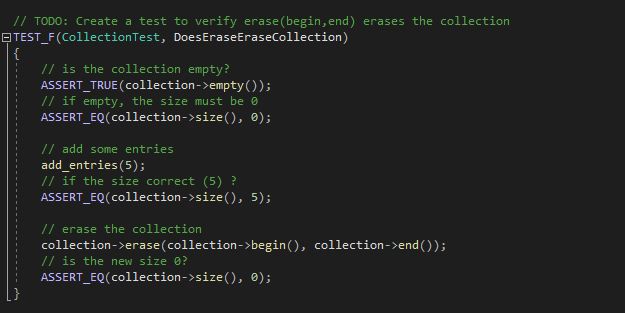 // TODO: Create a test to verify erase(begin,end) erases the collection
TEST_F(CollectionTest, DoesEraseEraseCollection)
{
    // is the collection empty?
    ASSERT_TRUE(collection->empty());
    // if empty, the size must be 0
    ASSERT_EQ(collection->size(), 0);

    // add some entries
    add_entries(5);
    // if the size correct (5) ?
    ASSERT_EQ(collection->size(), 5);

    // erase the collection
    collection->erase(collection->begin(), collection->end());
    // is the new size 0?
    ASSERT_EQ(collection->size(), 0);
}